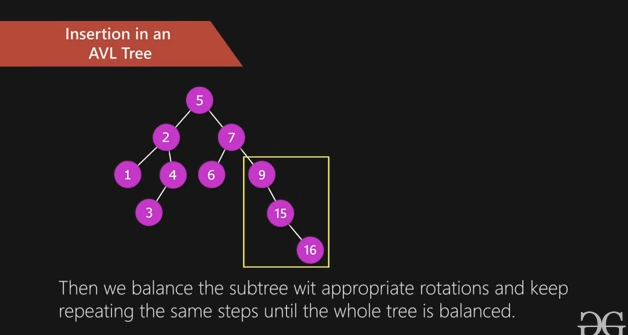 Insertion in an
AVL Tree
5
2
7
1
4
6
9
3
15
16
Then we balance the subtree wit appropriate rotations and keep
repeating the same steps until the whole tree is balanced.